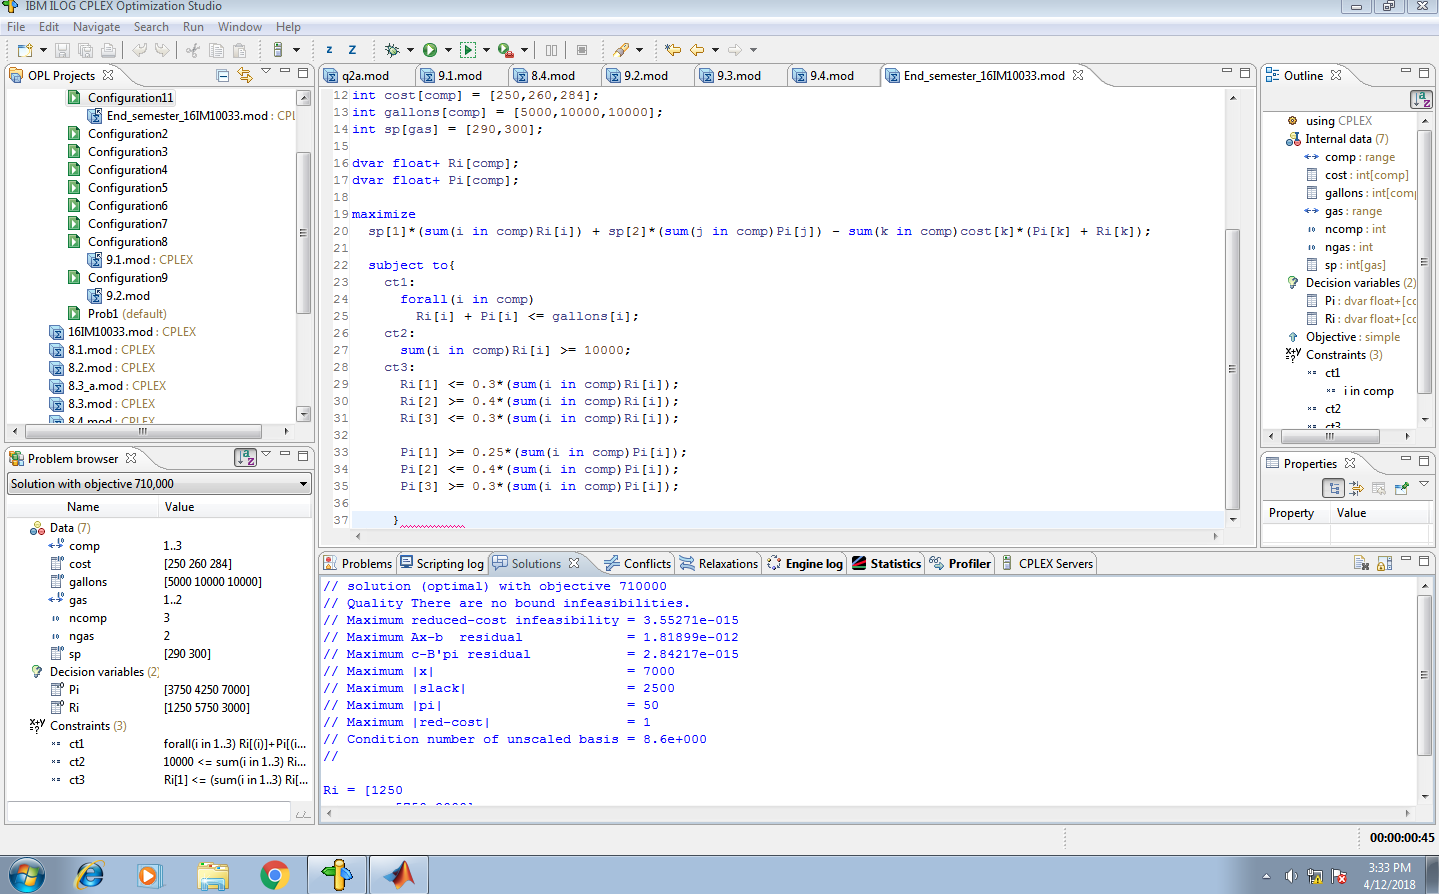 IBM ILOG CPLEX Optimization Studio
File Edit Navigate Search Run Window Help
OPL Projects
Configuration11
End_semester_16IM10033.mod : CPL
Configuration2
Configuration3
Configuration4
Configuration5
Configuration6
Configuration7
Configuration8
9.1.mod : CPLEX
Configuration9
9.2.mod
Prob1 (default)
16IM10033.mod : CPLEX
8.1.mod : CPLEX
8.2.mod : CPLEX
8.3_a.mod : CPLEX
8.3.mod : CPLEX
8.4.mod : CPLEX
Problem browser
Solution with objective 710,000
Name Value
Data (7)
comp 1..3
cost [250 260 284]
gallons [5000 10000 10000]
gas 1..2
ncomp 3
ngas 2
sp [290 300]
Decision variables (2)
Pi [3750 4250 7000]
Ri [1250 5750 3000]
Constraints (3)
ct1 forall(i in 1..3) Ri[(i)]+Pi[(i...
ct2 10000 <= sum(i in 1..3) Ri...
ct3 Ri[1] <= (sum(i in 1..3) Ri[...
q2a.mod 9.1.mod 8.4.mod 9.2.mod 9.3.mod 9.4.mod End_semester_16IM10033.mod
12 int cost[comp] = [250,260,284];
13 int gallons[comp] = [5000,10000,10000];
14 int sp[gas] = [290,300];
15
16 dvar float+ Ri[comp];
17 dvar float+ Pi[comp];
18
19 maximize
20 sp[1]*(sum(i in comp)Ri[i]) + sp[2]*(sum(j in comp)Pi[j]) - sum(k in comp)cost[k]*(Pi[k] + Ri[k]);
21
22 subject to{
23 ct1:
24 forall(i in comp)
25 Ri[i] + Pi[i] <= gallons[i];
26 ct2:
27 sum(i in comp)Ri[i] >= 10000;
28 ct3:
29 Ri[1] <= 0.3*(sum(i in comp)Ri[i]);
30 Ri[2] >= 0.4*(sum(i in comp)Ri[i]);
31 Ri[3] <= 0.3*(sum(i in comp)Ri[i]);
32
33 Pi[1] >= 0.25*(sum(i in comp)Pi[i]);
34 Pi[2] <= 0.4*(sum(i in comp)Pi[i]);
35 Pi[3] >= 0.3*(sum(i in comp)Pi[i]);
36
37 }
Problems Scripting log Solutions Conflicts Relaxations Engine log Statistics Profiler CPLEX Servers
// solution (optimal) with objective 710000
// Quality There are no bound infeasibilities.
// Maximum reduced-cost infeasibility = 3.55271e-015
// Maximum Ax-b residual = 1.81899e-012
// Maximum c-B'pi residual = 2.84217e-015
// Maximum |x| = 7000
// Maximum |slack| = 2500
// Maximum |pi| = 50
// Maximum |red-cost| = 1
// Condition number of unscaled basis = 8.6e+000
//
Ri = [1250
5750 3000]
Outline
using CPLEX
Internal data (7)
comp : range
cost : int[comp]
gallons : int[comp
gas : range
ncomp : int
ngas : int
sp : int[gas]
Decision variables (2)
Pi : dvar float+[cc
Ri : dvar float+[cc
Objective : simple
Constraints (3)
ct1
i in comp
ct2
ct3
Properties
Property Value
00:00:00:45
3:33 PM
4/12/2018